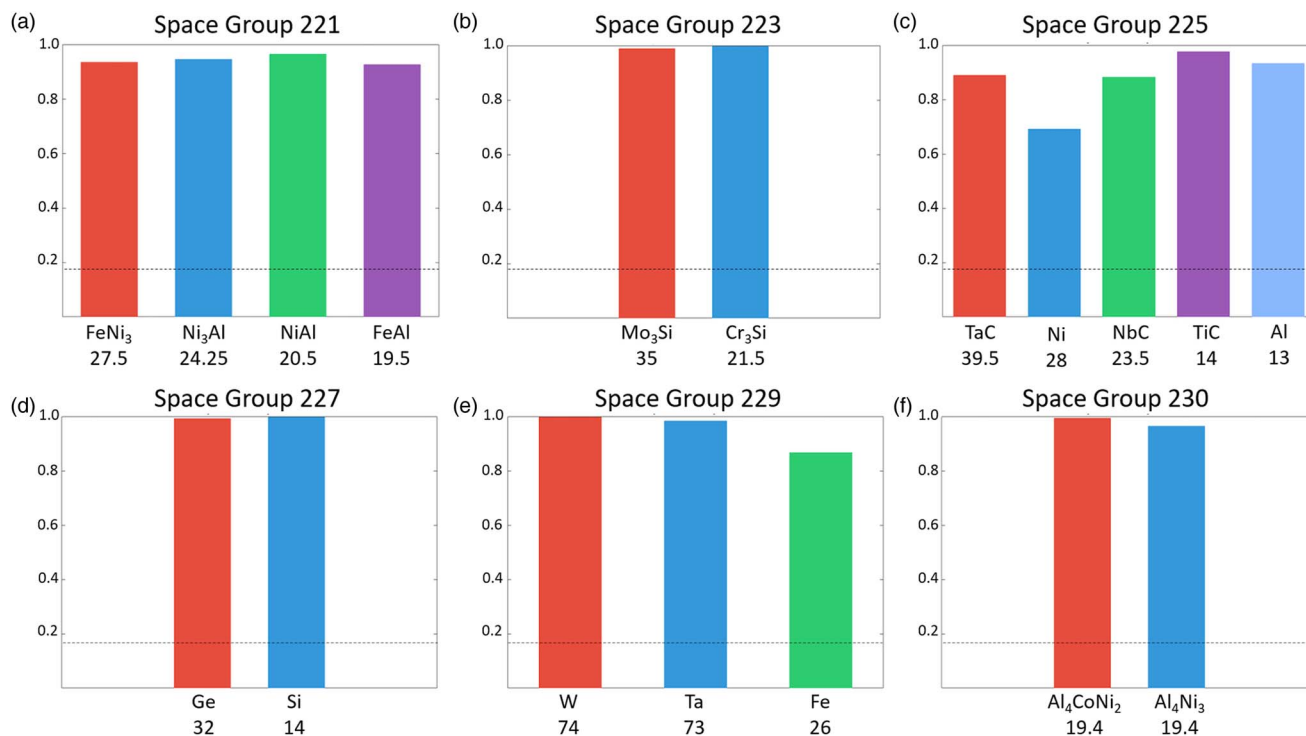 (a) Space Group 221
1.0
0.8
0.6
0.4
0.2
FeNi₃ Ni₃Al NiAl FeAl
27.5 24.25 20.5 19.5
(b) Space Group 223
1.0
0.8
0.6
0.4
0.2
Mo₃Si Cr₃Si
35 21.5
(c) Space Group 225
1.0
0.8
0.6
0.4
0.2
TaC Ni NbC TiC Al
39.5 28 23.5 14 13
(d) Space Group 227
1.0
0.8
0.6
0.4
0.2
Ge Si
32 14
(e) Space Group 229
1.0
0.8
0.6
0.4
0.2
W Ta Fe
74 73 26
(f) Space Group 230
1.0
0.8
0.6
0.4
0.2
Al₄CoNi₂ Al₄Ni₃
19.4 19.4